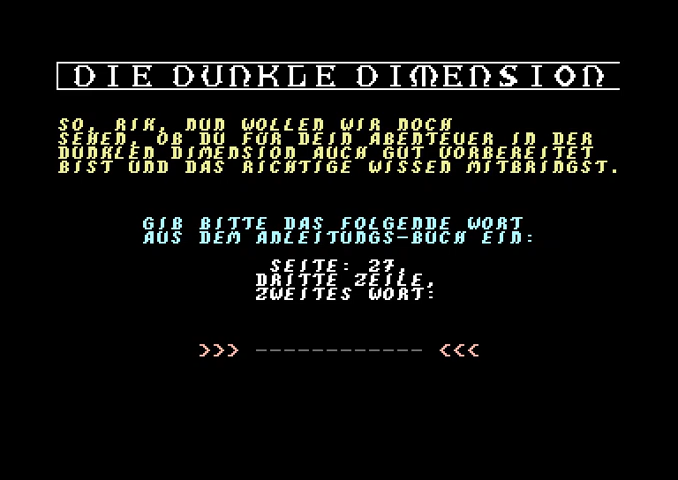 DIE DUNKLE DIMENSION
SO, RIK, NUN WOLLEN WIR NOCH
SEHEN, OB DU FÜR DEIN ABENTEUER IN DER
DUNKLEN DIMENSION AUCH GUT VORBEREITET
BIST UND DAS RICHTIGE WISSEN MITBRINGST.
GIB BITTE DAS FOLGENDE WORT
AUS DEM ANLEITUNGS-BUCH EIN:
SEITE: 27,
DRITTE ZEILE,
ZWEITES WORT:
>>> ------------ <<<